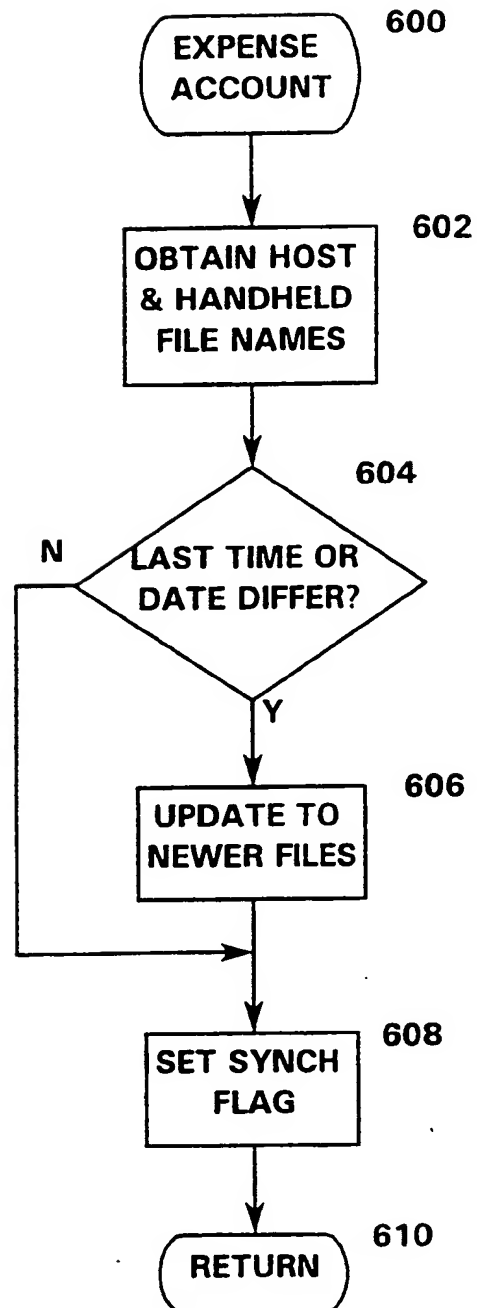 600
EXPENSE
ACCOUNT
602
OBTAIN HOST
& HANDHELD
FILE NAMES
604
N
LAST TIME OR
DATE DIFFER?
Y
606
UPDATE TO
NEWER FILES
608
SET SYNCH
FLAG
610
RETURN